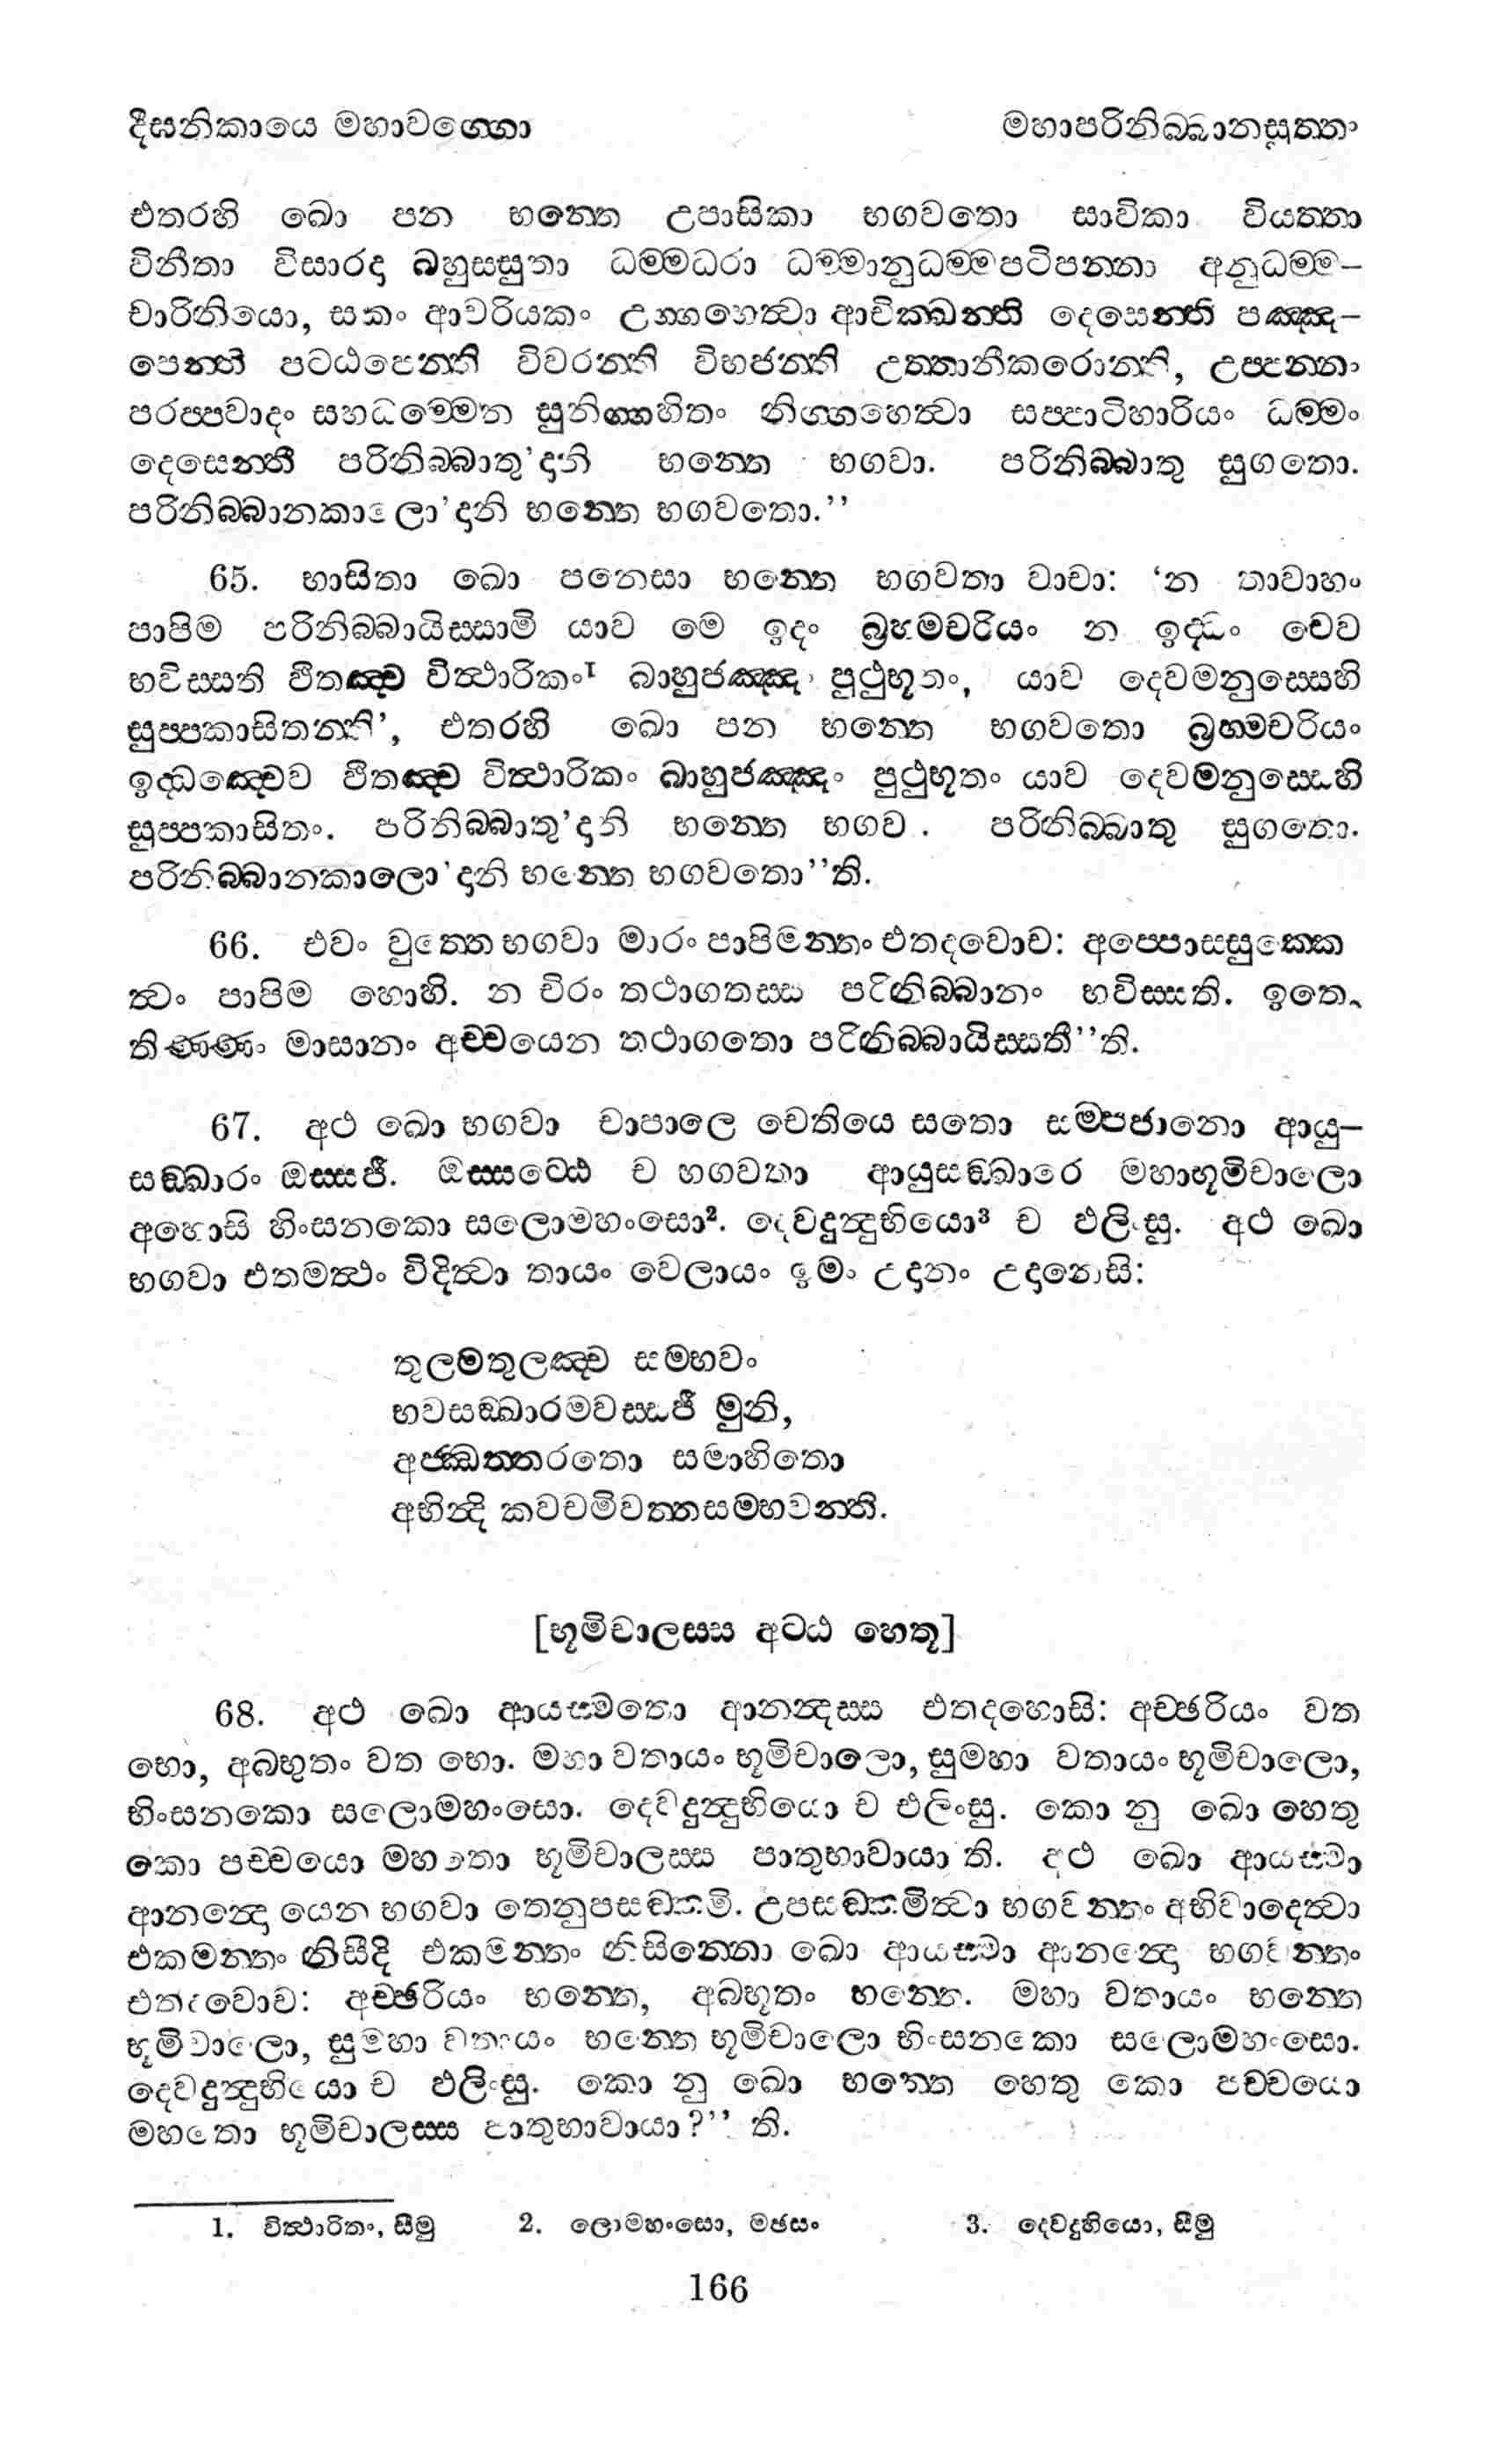 දීඝනිකායෙ මහාවග්ගො
මහාපරිනිබ්බානසුත්තං
එතරහි ඛො පන භන්තෙ උපාසිකා භගවතො සාවිකා වියත්තා
විනීතා විසාරදා බහුස්සුතා ධම්මධරා ධම්මානුධම්මපටිපන්නා අනුධම්ම–
චාරිනියො, සකං ආචරියකං උග්ගහෙත්වා ආචික්ඛන්ති දෙසෙන්ති පඤ්ඤ–
පෙන්ති පට්ඨපෙන්ති විවරන්ති විභජන්ති උත්තානීකරොන්ති, උප්පන්නං
පරප්පවාදං සහධම්මෙන සුනිග්ගහිතං නිග්ගහෙත්වා සප්පාටිහාරියං ධම්මං
දෙසෙන්ති පරිනිබ්බාතු’දානි භන්තෙ භගවා. පරිනිබ්බාතු සුගතො.
පරිනිබ්බානකාලො’දානි භන්තෙ භගවතො.’’
65. භාසිතා ඛො පනෙසා භන්තෙ භගවතා වාචා: ‘න තාවාහං
පාපිම පරිනිබ්බායිස්සාමි යාව මෙ ඉදං බ්‍රහ්මචරියං න ඉද්ධං චෙව
භවිස්සති ඵීතඤ්ච විත්ථාරිකං¹ බාහුජඤ්ඤං පුථුභූතං, යාව දෙවමනුස්සෙහි
සුප්පකාසිතන්ති’, එතරහි ඛො පන භන්තෙ භගවතො බ්‍රහ්මචරියං
ඉද්ධඤ්චෙව ඵීතඤ්ච විත්ථාරිකං බාහුජඤ්ඤං පුථුභූතං යාව දෙවමනුස්සෙහි
සුප්පකාසිතං. පරිනිබ්බාතු’දානි භන්තෙ භගවා. පරිනිබ්බාතු සුගතො.
පරිනිබ්බානකාලො’දානි භන්තෙ භගවතො’’ති.
66. එවං වුත්තෙ භගවා මාරං පාපිමන්තං එතදවොච: අප්පොස්සුක්කො
ත්වං පාපිම හොහි. න චිරං තථාගතස්ස පරිනිබ්බානං භවිස්සති. ඉතො
තිණ්ණං මාසානං අච්චයෙන තථාගතො පරිනිබ්බායිස්සතී’’ති.
67. අථ ඛො භගවා චාපාලෙ චෙතියෙ සතො සම්පජානො ආයු–
සඞ්ඛාරං ඔස්සජී. ඔස්සට්ඨෙ ච භගවතා ආයුසඞ්ඛාරෙ මහාභූමිචාලො
අහොසි භිංසනකො සලොමහංසො². දෙවදුන්දුභියො³ ච ඵලිංසු. අථ ඛො
භගවා එතමත්ථං විදිත්වා තායං වෙලායං ඉමං උදානං උදානෙසි:
තුලමතුලඤ්ච සම්භවං
භවසඞ්ඛාරමවස්සජී මුනි,
අජ්ඣත්තරතො සමාහිතො
අභින්දි කවචමිවත්තසම්භවන්ති.
[භූමිචාලස්ස අට්ඨ හෙතූ]
68. අථ ඛො ආයස්මතො ආනන්දස්ස එතදහොසි: අච්ඡරියං වත
භො, අබ්භුතං වත භො. මහා වතායං භූමිචාලො, සුමහා වතායං භූමිචාලො,
භිංසනකො සලොමහංසො. දෙවදුන්දුභියො ච ඵලිංසු. කො නු ඛො හෙතු
කො පච්චයො මහතො භූමිචාලස්ස පාතුභාවායා ති. අථ ඛො ආයස්මා
ආනන්දො යෙන භගවා තෙනුපසඞ්කමි. උපසඞ්කමිත්වා භගවන්තං අභිවාදෙත්වා
එකමන්තං නිසීදි එකමන්තං නිසින්නො ඛො ආයස්මා ආනන්දො භගවන්තං
එතදවොච: අච්ඡරියං භන්තෙ, අබ්භූතං භන්තෙ. මහා වතායං භන්තෙ
භූමිචාලො, සුමහා වතායං භන්තෙ භූමිචාලො භිංසනකො සලොමහංසො.
දෙවදුන්දුභියො ච ඵලිංසු. කො නු ඛො භන්තෙ හෙතු කො පච්චයො
මහතො භූමිචාලස්ස පාතුභාවායා?’’ ති.
1. විත්ථාරිතං, සීමු 2. ලොමහංසො, මඡසං 3. දෙවදුභියො, සීමු
166